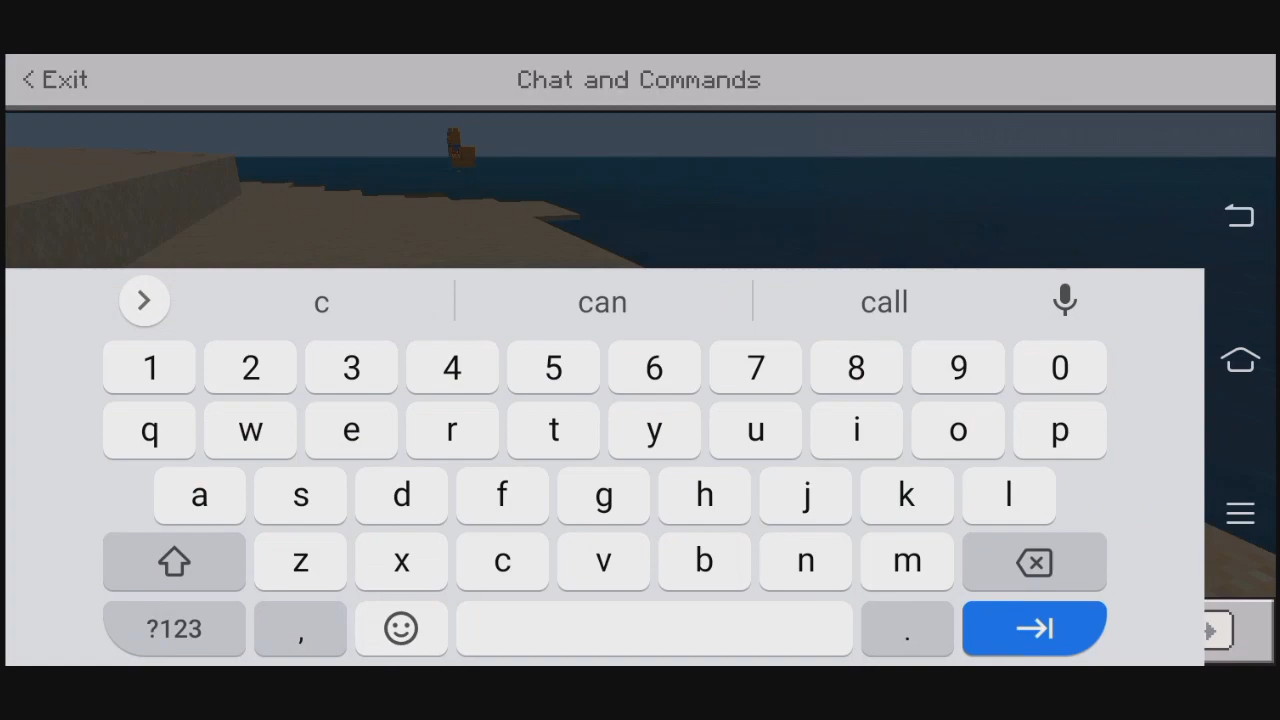 < Exit
Chat and Commands
c can call
1 2 3 4 5 6 7 8 9 0
q w e r t y u i o p
a s d f g h j k l
z x c v b n m
?123 , .